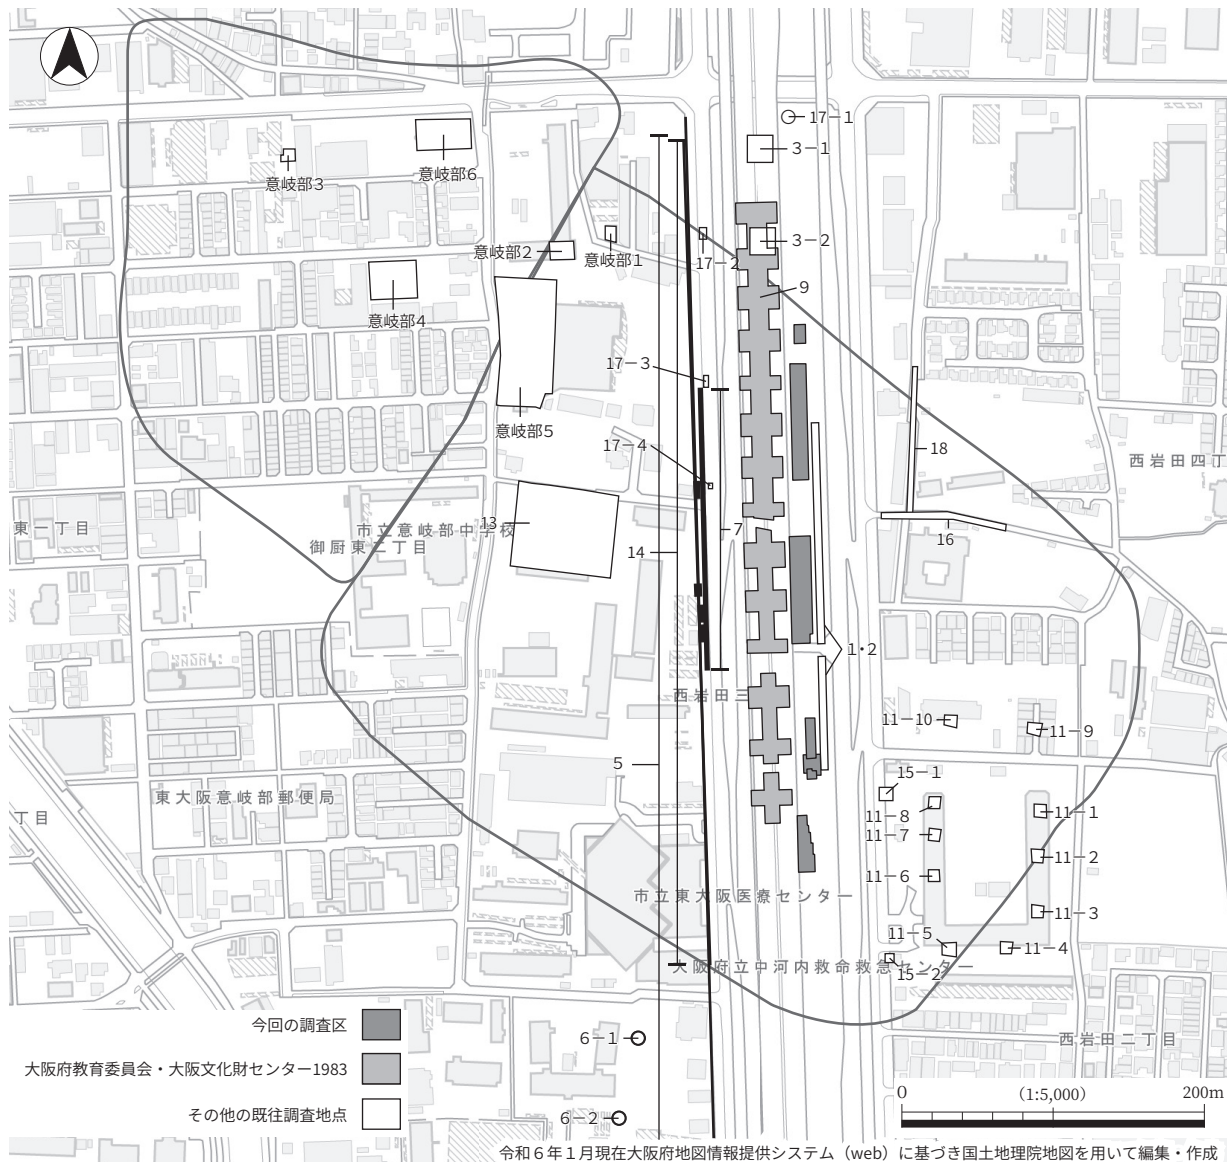 17−1
3−1
意岐部6
意岐部3
3−2
意岐部2
意岐部1
17−2
9
意岐部4
17−3
意岐部5
17−4
18
西岩田四丁
13
市立意岐部中学校
東一丁目
御厨東二丁目
14
7
16
1・2
西岩田三
11−10
11−9
5
15−1
東大阪意岐部郵便局
丁目
11−8
11−1
11−7
11−2
11−6
市立東大阪医療センター
11−3
11−5
11−4
大阪府立中河内救命救急センター
15−2
今回の調査区
6−1
西岩田二丁目
大阪府教育委員会・大阪文化財センター1983
0 (1:5,000) 200m
その他の既往調査地点
6−2
令和6年1月現在大阪府地図情報提供システム（web）に基づき国土地理院地図を用いて編集・作成